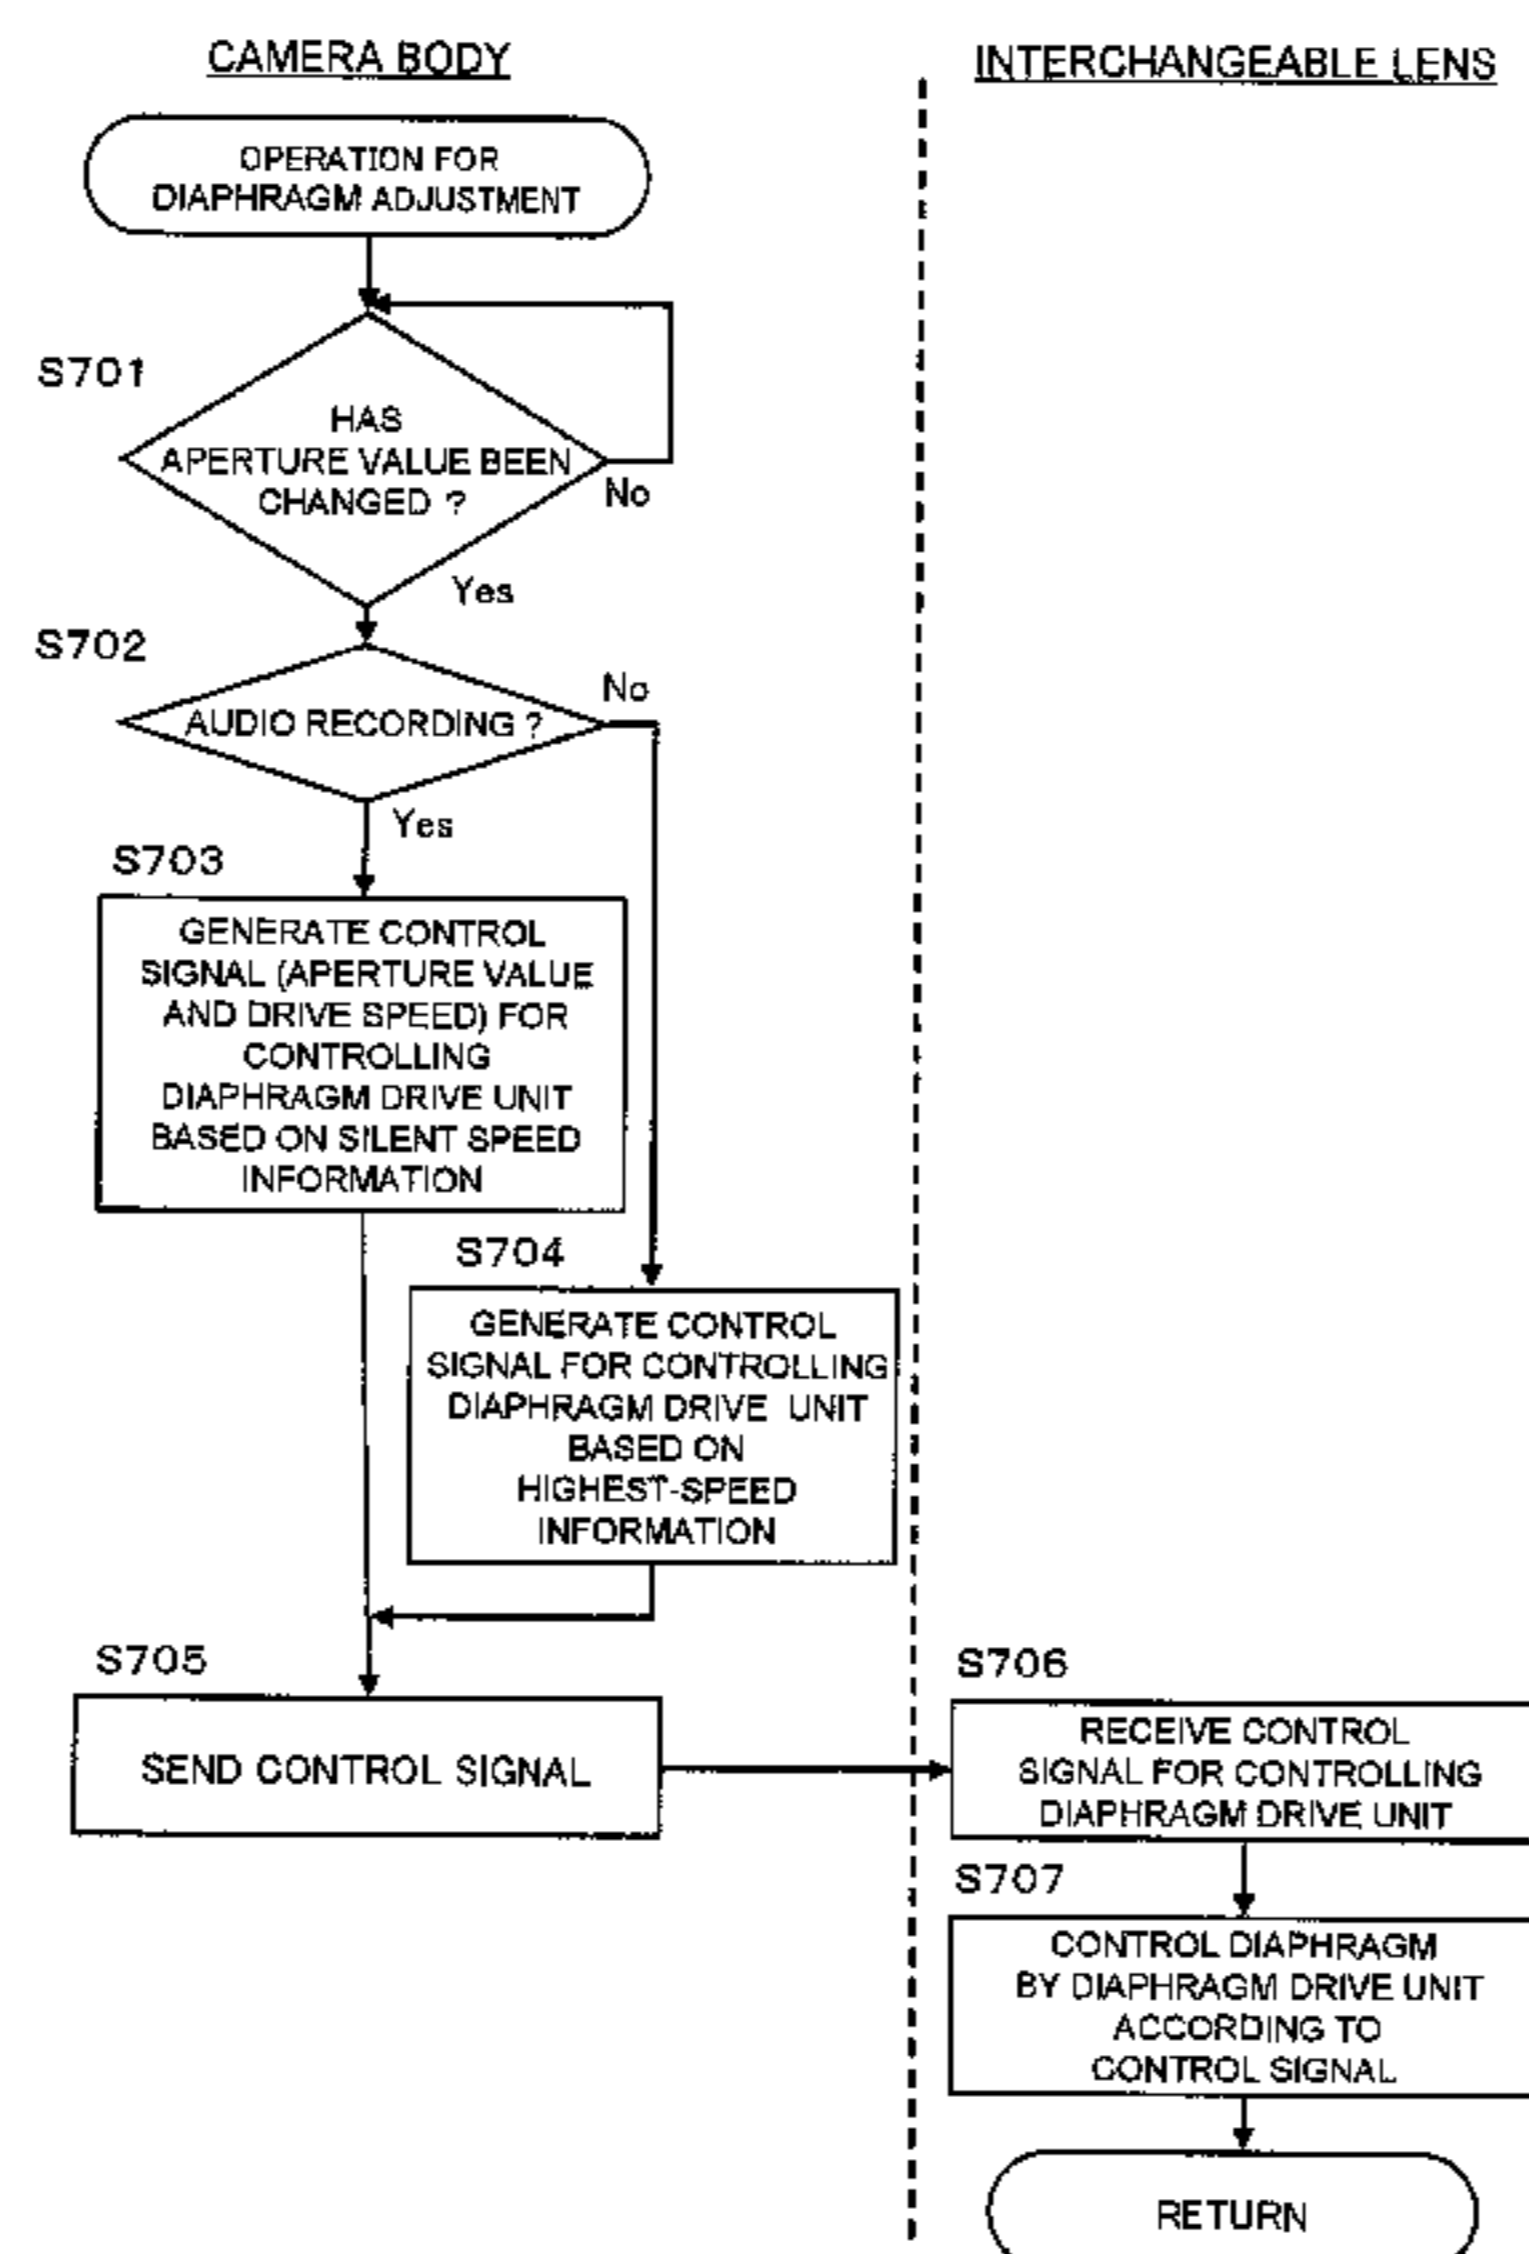 CAMERA BODY
INTERCHANGEABLE LENS
OPERATION FOR
DIAPHRAGM ADJUSTMENT
S701
HAS
APERTURE VALUE BEEN
CHANGED ?
No
Yes
S702
No
AUDIO RECORDING ?
Yes
S703
GENERATE CONTROL
SIGNAL (APERTURE VALUE
AND DRIVE SPEED) FOR
CONTROLLING
DIAPHRAGM DRIVE UNIT
BASED ON SILENT SPEED
INFORMATION
S704
GENERATE CONTROL
SIGNAL FOR CONTROLLING
DIAPHRAGM DRIVE UNIT
BASED ON
HIGHEST-SPEED
INFORMATION
S705
SEND CONTROL SIGNAL
S706
RECEIVE CONTROL
SIGNAL FOR CONTROLLING
DIAPHRAGM DRIVE UNIT
S707
CONTROL DIAPHRAGM
BY DIAPHRAGM DRIVE UNIT
ACCORDING TO
CONTROL SIGNAL
RETURN